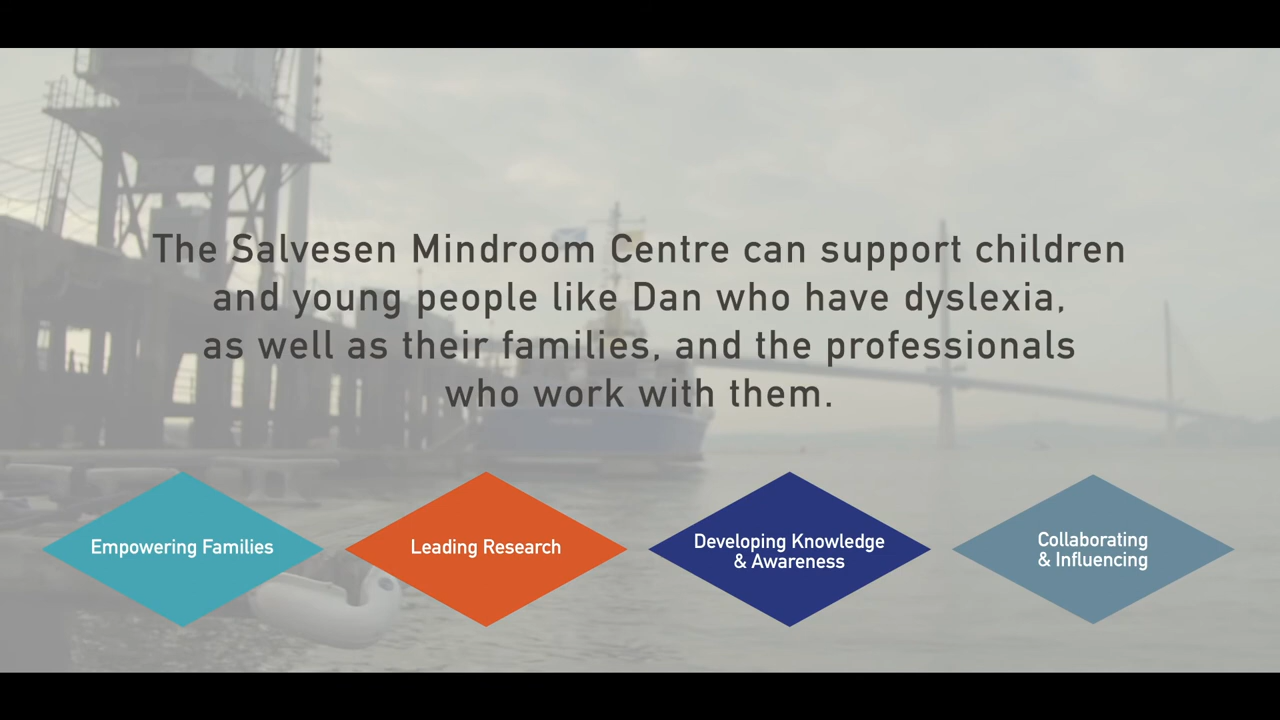 The Salvesen Mindroom Centre can support children
and young people like Dan who have dyslexia,
as well as their families, and the professionals
who work with them.
Empowering Families
Leading Research
Developing Knowledge
& Awareness
Collaborating
& Influencing